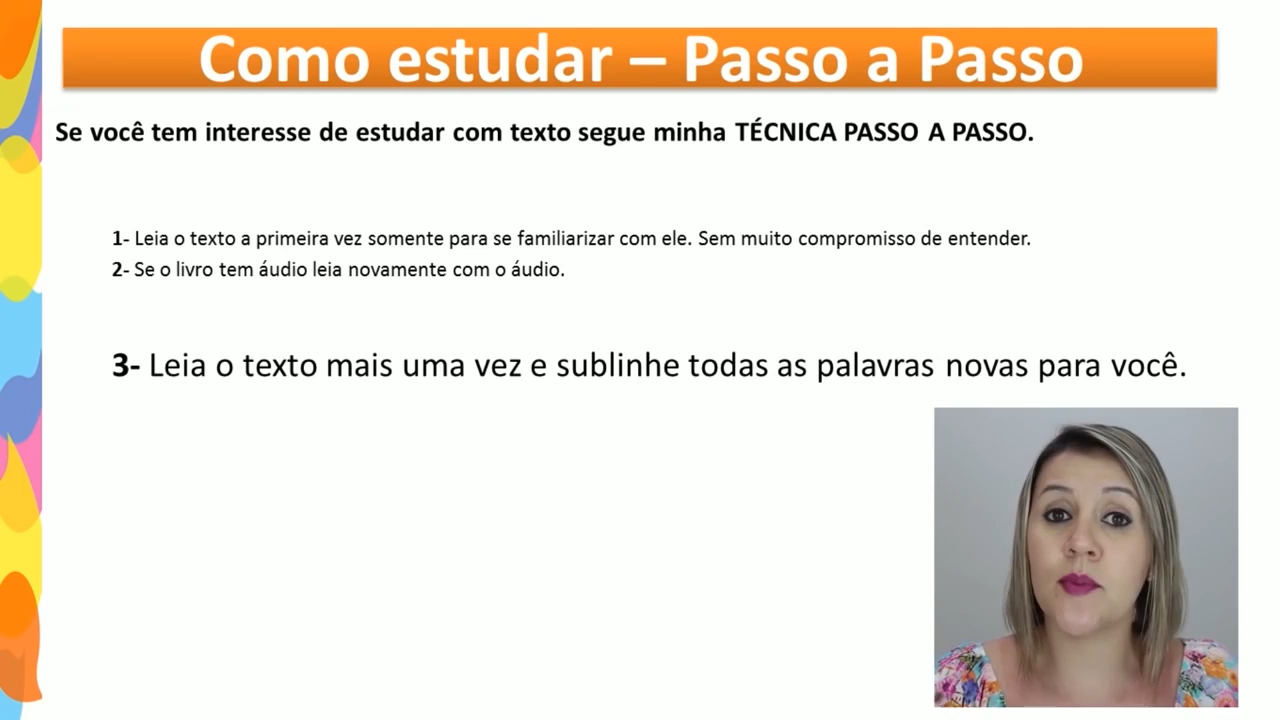 Como estudar – Passo a Passo
Se você tem interesse de estudar com texto segue minha TÉCNICA PASSO A PASSO.
1- Leia o texto a primeira vez somente para se familiarizar com ele. Sem muito compromisso de entender.
2- Se o livro tem áudio leia novamente com o áudio.
3- Leia o texto mais uma vez e sublinhe todas as palavras novas para você.